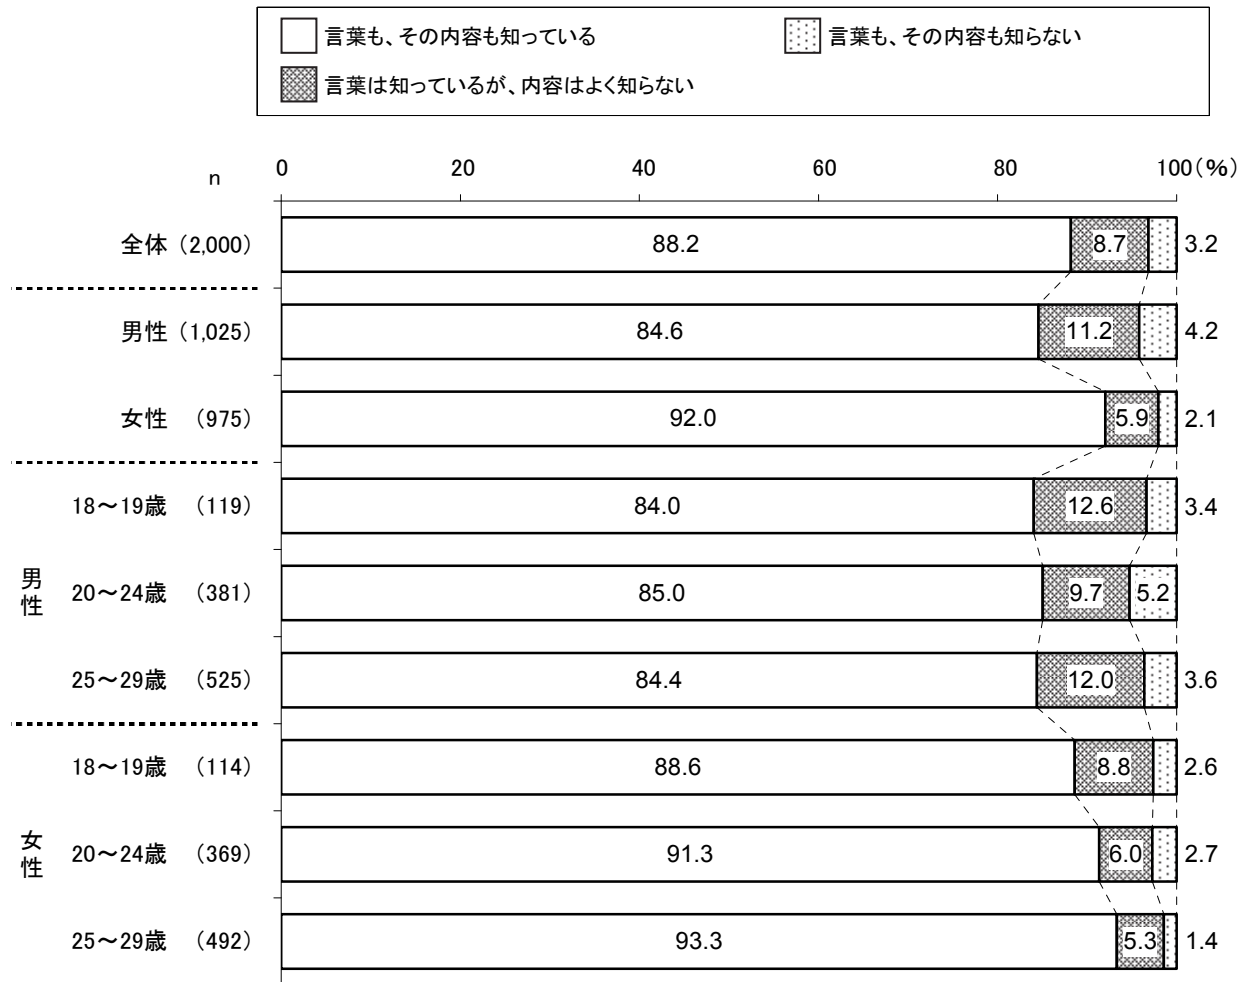 言葉も、その内容も知っている
言葉も、その内容も知らない
言葉は知っているが、内容はよく知らない
n
0 20 40 60 80 100(%)
全体 (2,000) 88.2 8.7 3.2
男性 (1,025) 84.6 11.2 4.2
女性 (975) 92.0 5.9 2.1
男性
18～19歳 (119) 84.0 12.6 3.4
20～24歳 (381) 85.0 9.7 5.2
25～29歳 (525) 84.4 12.0 3.6
女性
18～19歳 (114) 88.6 8.8 2.6
20～24歳 (369) 91.3 6.0 2.7
25～29歳 (492) 93.3 5.3 1.4